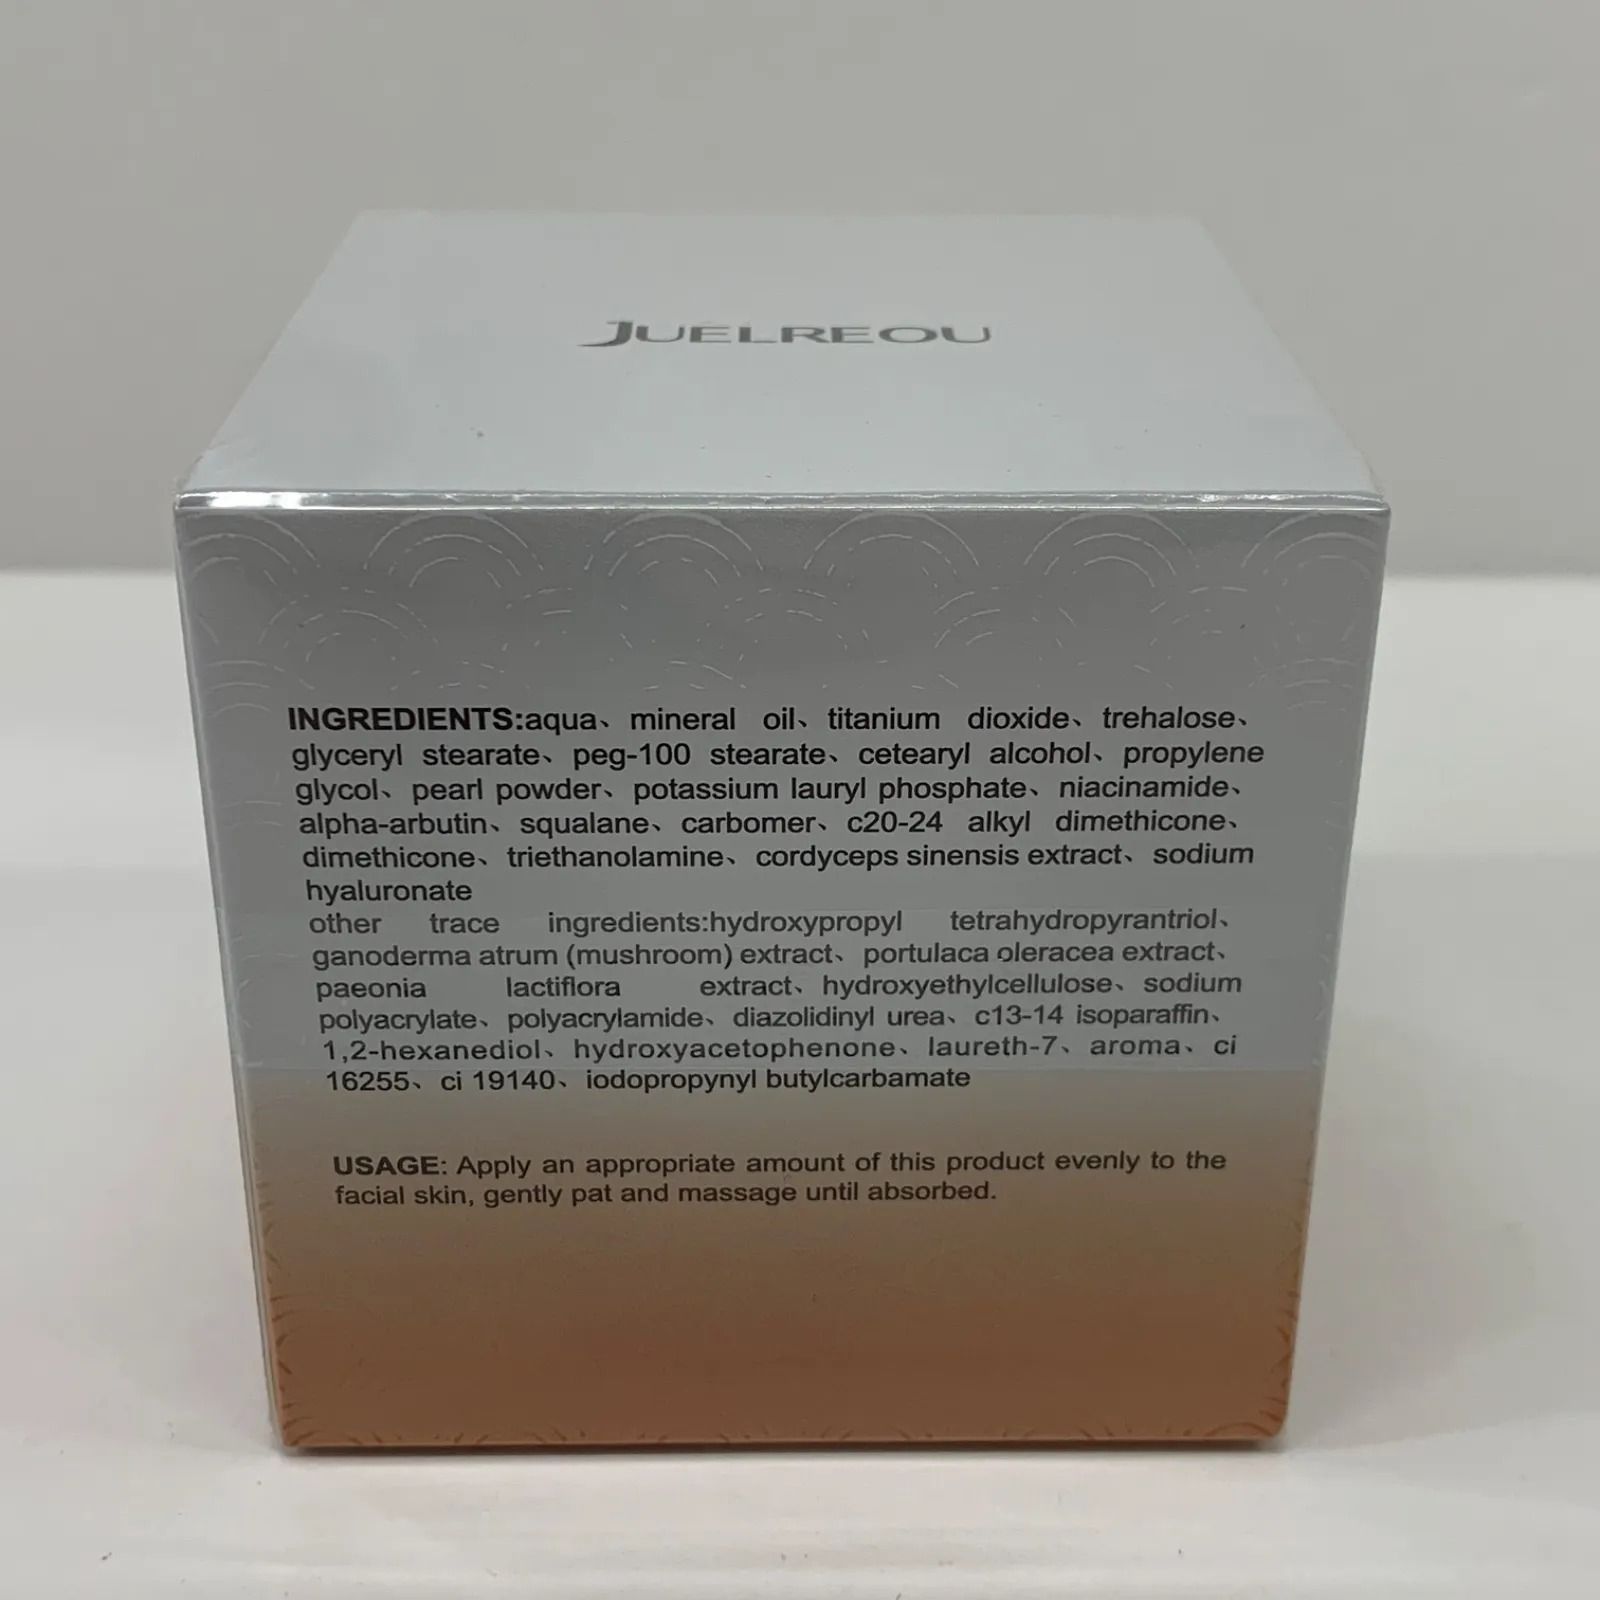 JUELREOU
INGREDIENTS:aqua、 mineral oil、 titanium dioxide、 trehalose、
glyceryl stearate、 peg-100 stearate、 cetearyl alcohol、 propylene
glycol、 pearl powder、 potassium lauryl phosphate、 niacinamide、
alpha-arbutin、 squalane、 carbomer、 c20-24 alkyl dimethicone、
dimethicone、 triethanolamine、 cordyceps sinensis extract、 sodium
hyaluronate
other trace ingredients:hydroxypropyl tetrahydropyrantriol、
ganoderma atrum (mushroom) extract、 portulaca oleracea extract、
paeonia lactiflora extract、 hydroxyethylcellulose、 sodium
polyacrylate、 polyacrylamide、 diazolidinyl urea、 c13-14 isoparaffin、
1,2-hexanediol、 hydroxyacetophenone、 laureth-7、 aroma、 ci
16255、 ci 19140、 iodopropynyl butylcarbamate
USAGE: Apply an appropriate amount of this product evenly to the
facial skin, gently pat and massage until absorbed.